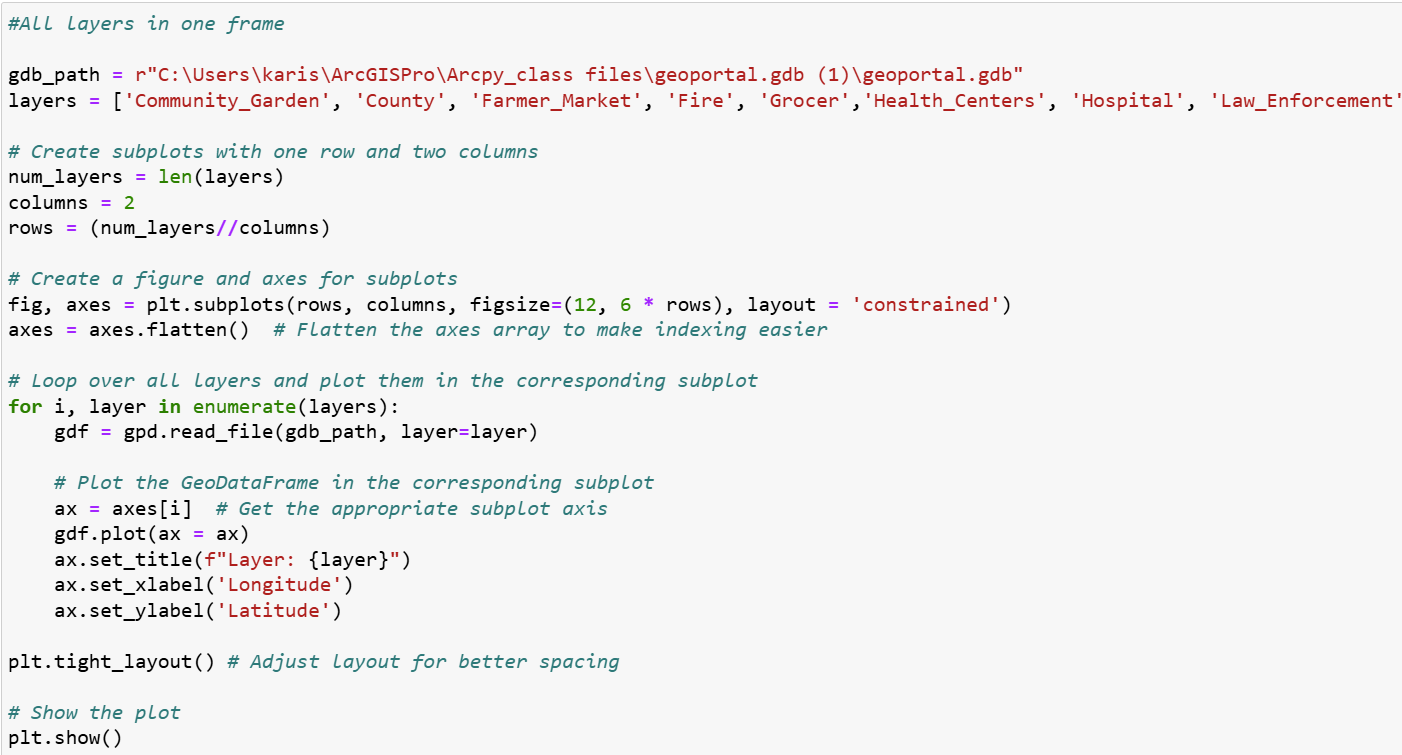 #All layers in one frame
gdb_path = r"C:\Users\karis\ArcGISPro\Arcpy_class files\geoportal.gdb (1)\geoportal.gdb"
layers = ['Community_Garden', 'County', 'Farmer_Market', 'Fire', 'Grocer','Health_Centers', 'Hospital', 'Law_Enforcement'
# Create subplots with one row and two columns
num_layers = len(layers)
columns = 2
rows = (num_layers//columns)
# Create a figure and axes for subplots
fig, axes = plt.subplots(rows, columns, figsize=(12, 6 * rows), layout = 'constrained')
axes = axes.flatten()  # Flatten the axes array to make indexing easier
# Loop over all layers and plot them in the corresponding subplot
for i, layer in enumerate(layers):
    gdf = gpd.read_file(gdb_path, layer=layer)
    # Plot the GeoDataFrame in the corresponding subplot
    ax = axes[i]  # Get the appropriate subplot axis
    gdf.plot(ax = ax)
    ax.set_title(f"Layer: {layer}")
    ax.set_xlabel('Longitude')
    ax.set_ylabel('Latitude')
plt.tight_layout() # Adjust layout for better spacing
# Show the plot
plt.show()